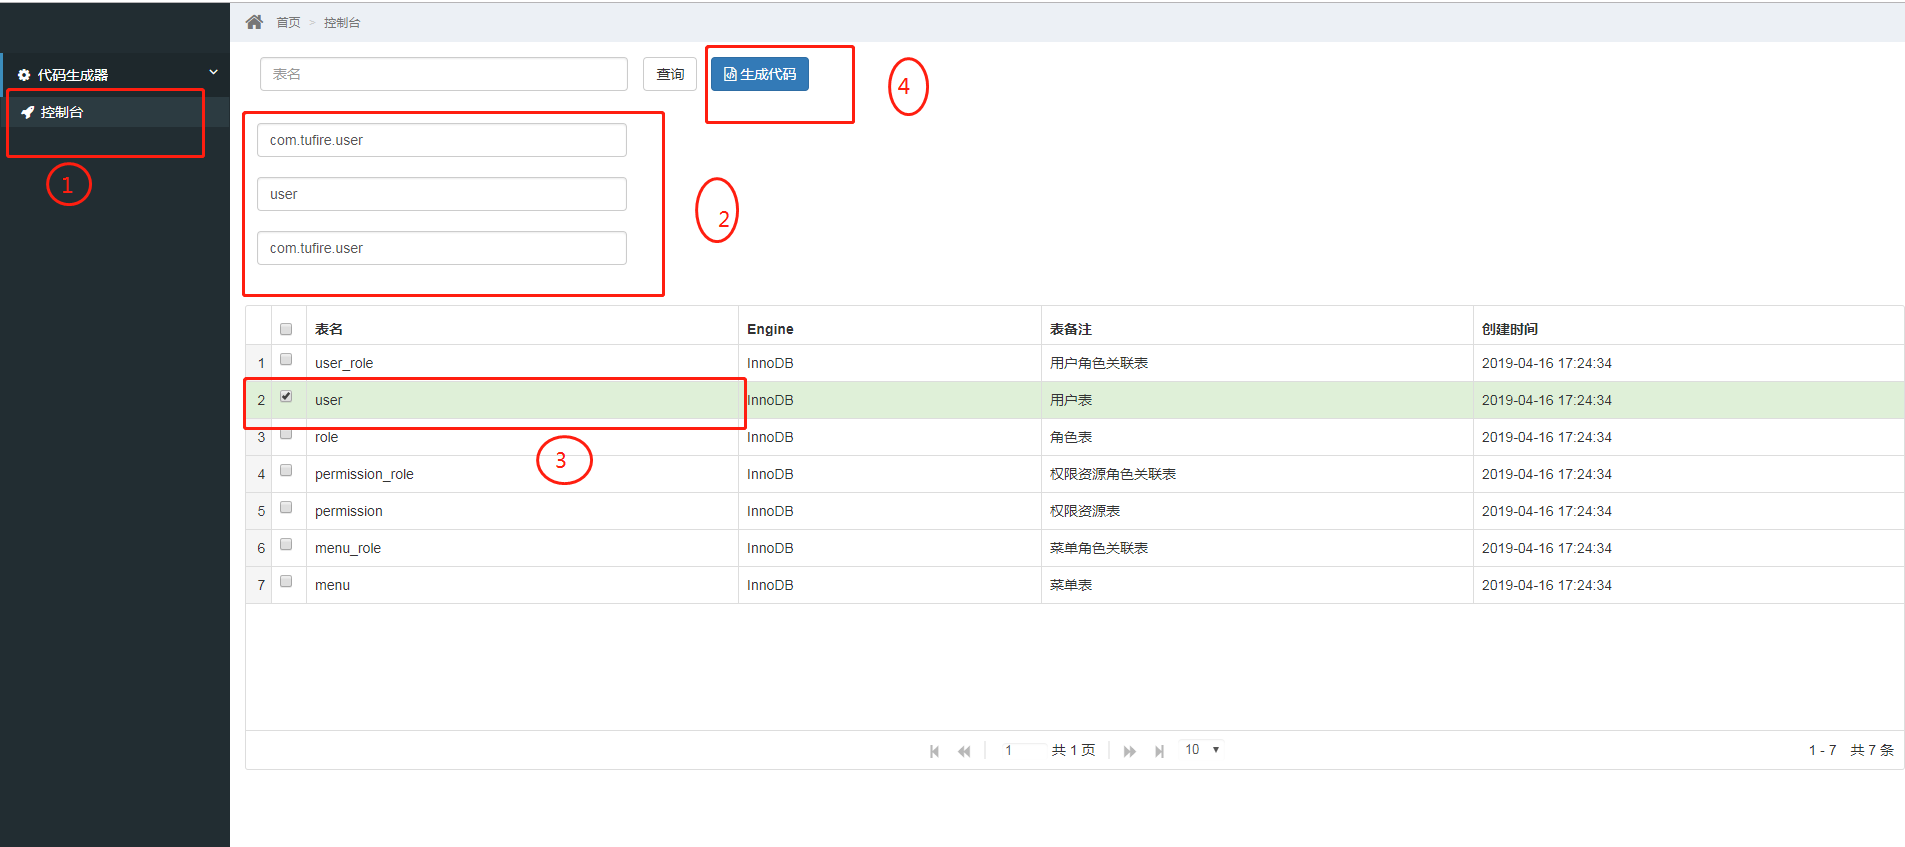 首页 > 控制台
代码生成器
控制台
1
表名 查询 生成代码
4
com.tufire.user
user
2
com.tufire.user
表名 Engine 表备注 创建时间
1 user_role InnoDB 用户角色关联表 2019-04-16 17:24:34
2 user InnoDB 用户表 2019-04-16 17:24:34
3 role InnoDB 角色表 2019-04-16 17:24:34
3
4 permission_role InnoDB 权限资源角色关联表 2019-04-16 17:24:34
5 permission InnoDB 权限资源表 2019-04-16 17:24:34
6 menu_role InnoDB 菜单角色关联表 2019-04-16 17:24:34
7 menu InnoDB 菜单表 2019-04-16 17:24:34
1 共 1 页 10 1 - 7 共 7 条